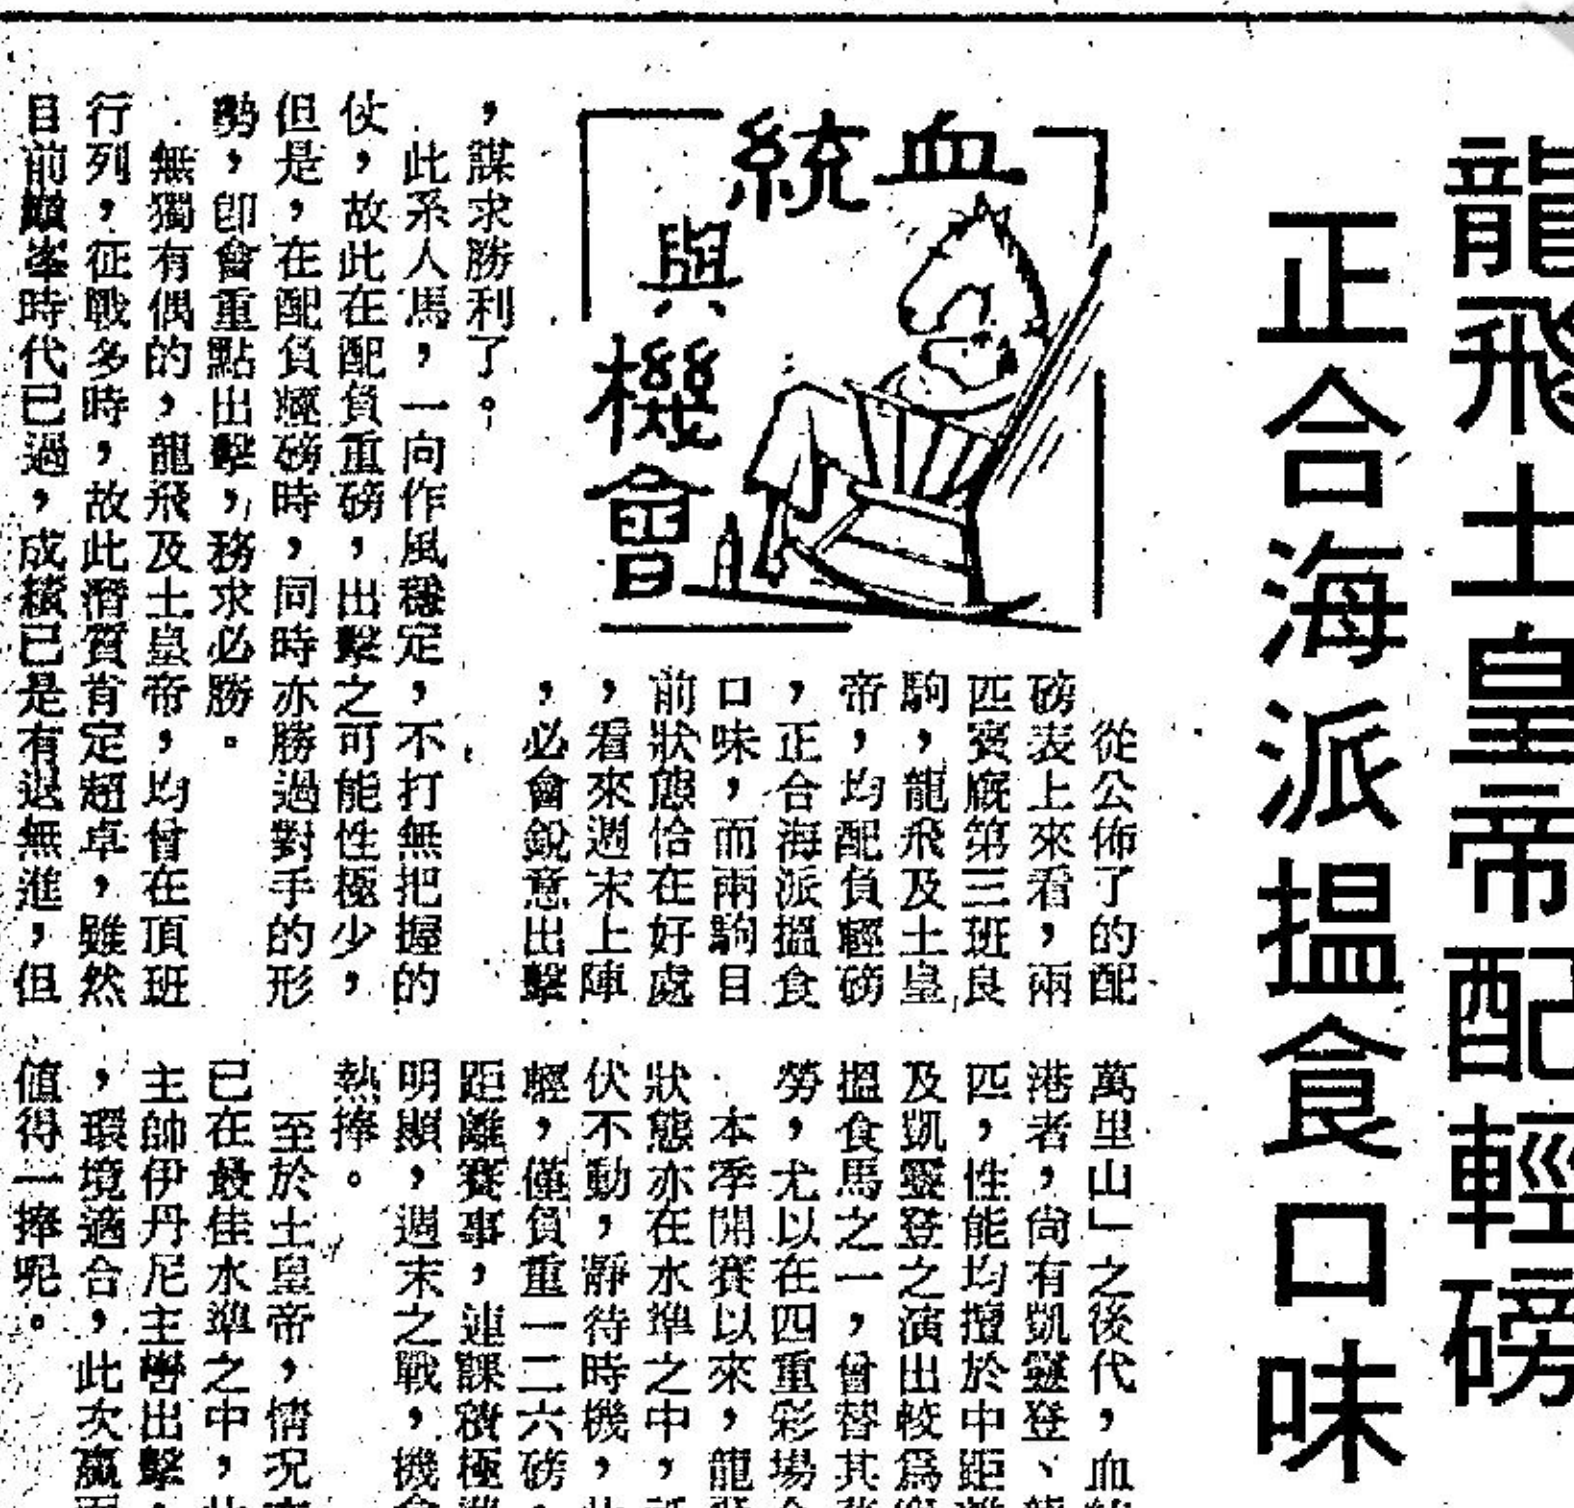 龍飛土皇帝配輕磅
正合海派揾食口味
血統
與
機
會
從公佈了的配
磅表上來看，兩
匹賓廐第三班良
駒，龍飛及土皇
帝，均配負輕磅
，正合海派搵食
口味，而兩駒目
前狀態恰在好處
，看來週末上陣
，必會銳意出擊
，謀求勝利了。
此系人馬，一向作風穩定，不打無把握的
仗，故此在配負重磅，出擊之可能性極少，
但是，在配負輕磅時，同時亦勝過對手的形
勢，卽會重點出擊，務求必勝。
無獨有偶的，龍飛及土皇帝，均曾在頂班
行列，征戰多時，故此潛質肯定超卓，雖然
目前巔峯時代已過，成績已是有退無進，但
萬里山」之後代，血
港者，尙有凱靈登、
匹，性能均擅於中距
及凱靈登之演出較爲
搵食馬之一，曾替其
勞，尤以在四重彩場
本季開賽以來，龍
狀態亦在水準之中，
伏不動，靜待時機，
輕，僅負重一二六磅，
距離賽事，連課積極
明顯，週末之戰，機
熱捧。
至於土皇帝，情況
已在最佳水準之中，
主帥伊丹尼主轡出擊，
，環境適合，此次贏
値得一捧呢。